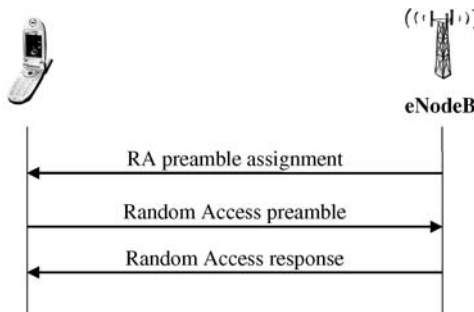 eNodeB
RA preamble assignment
Random Access preamble
Random Access response